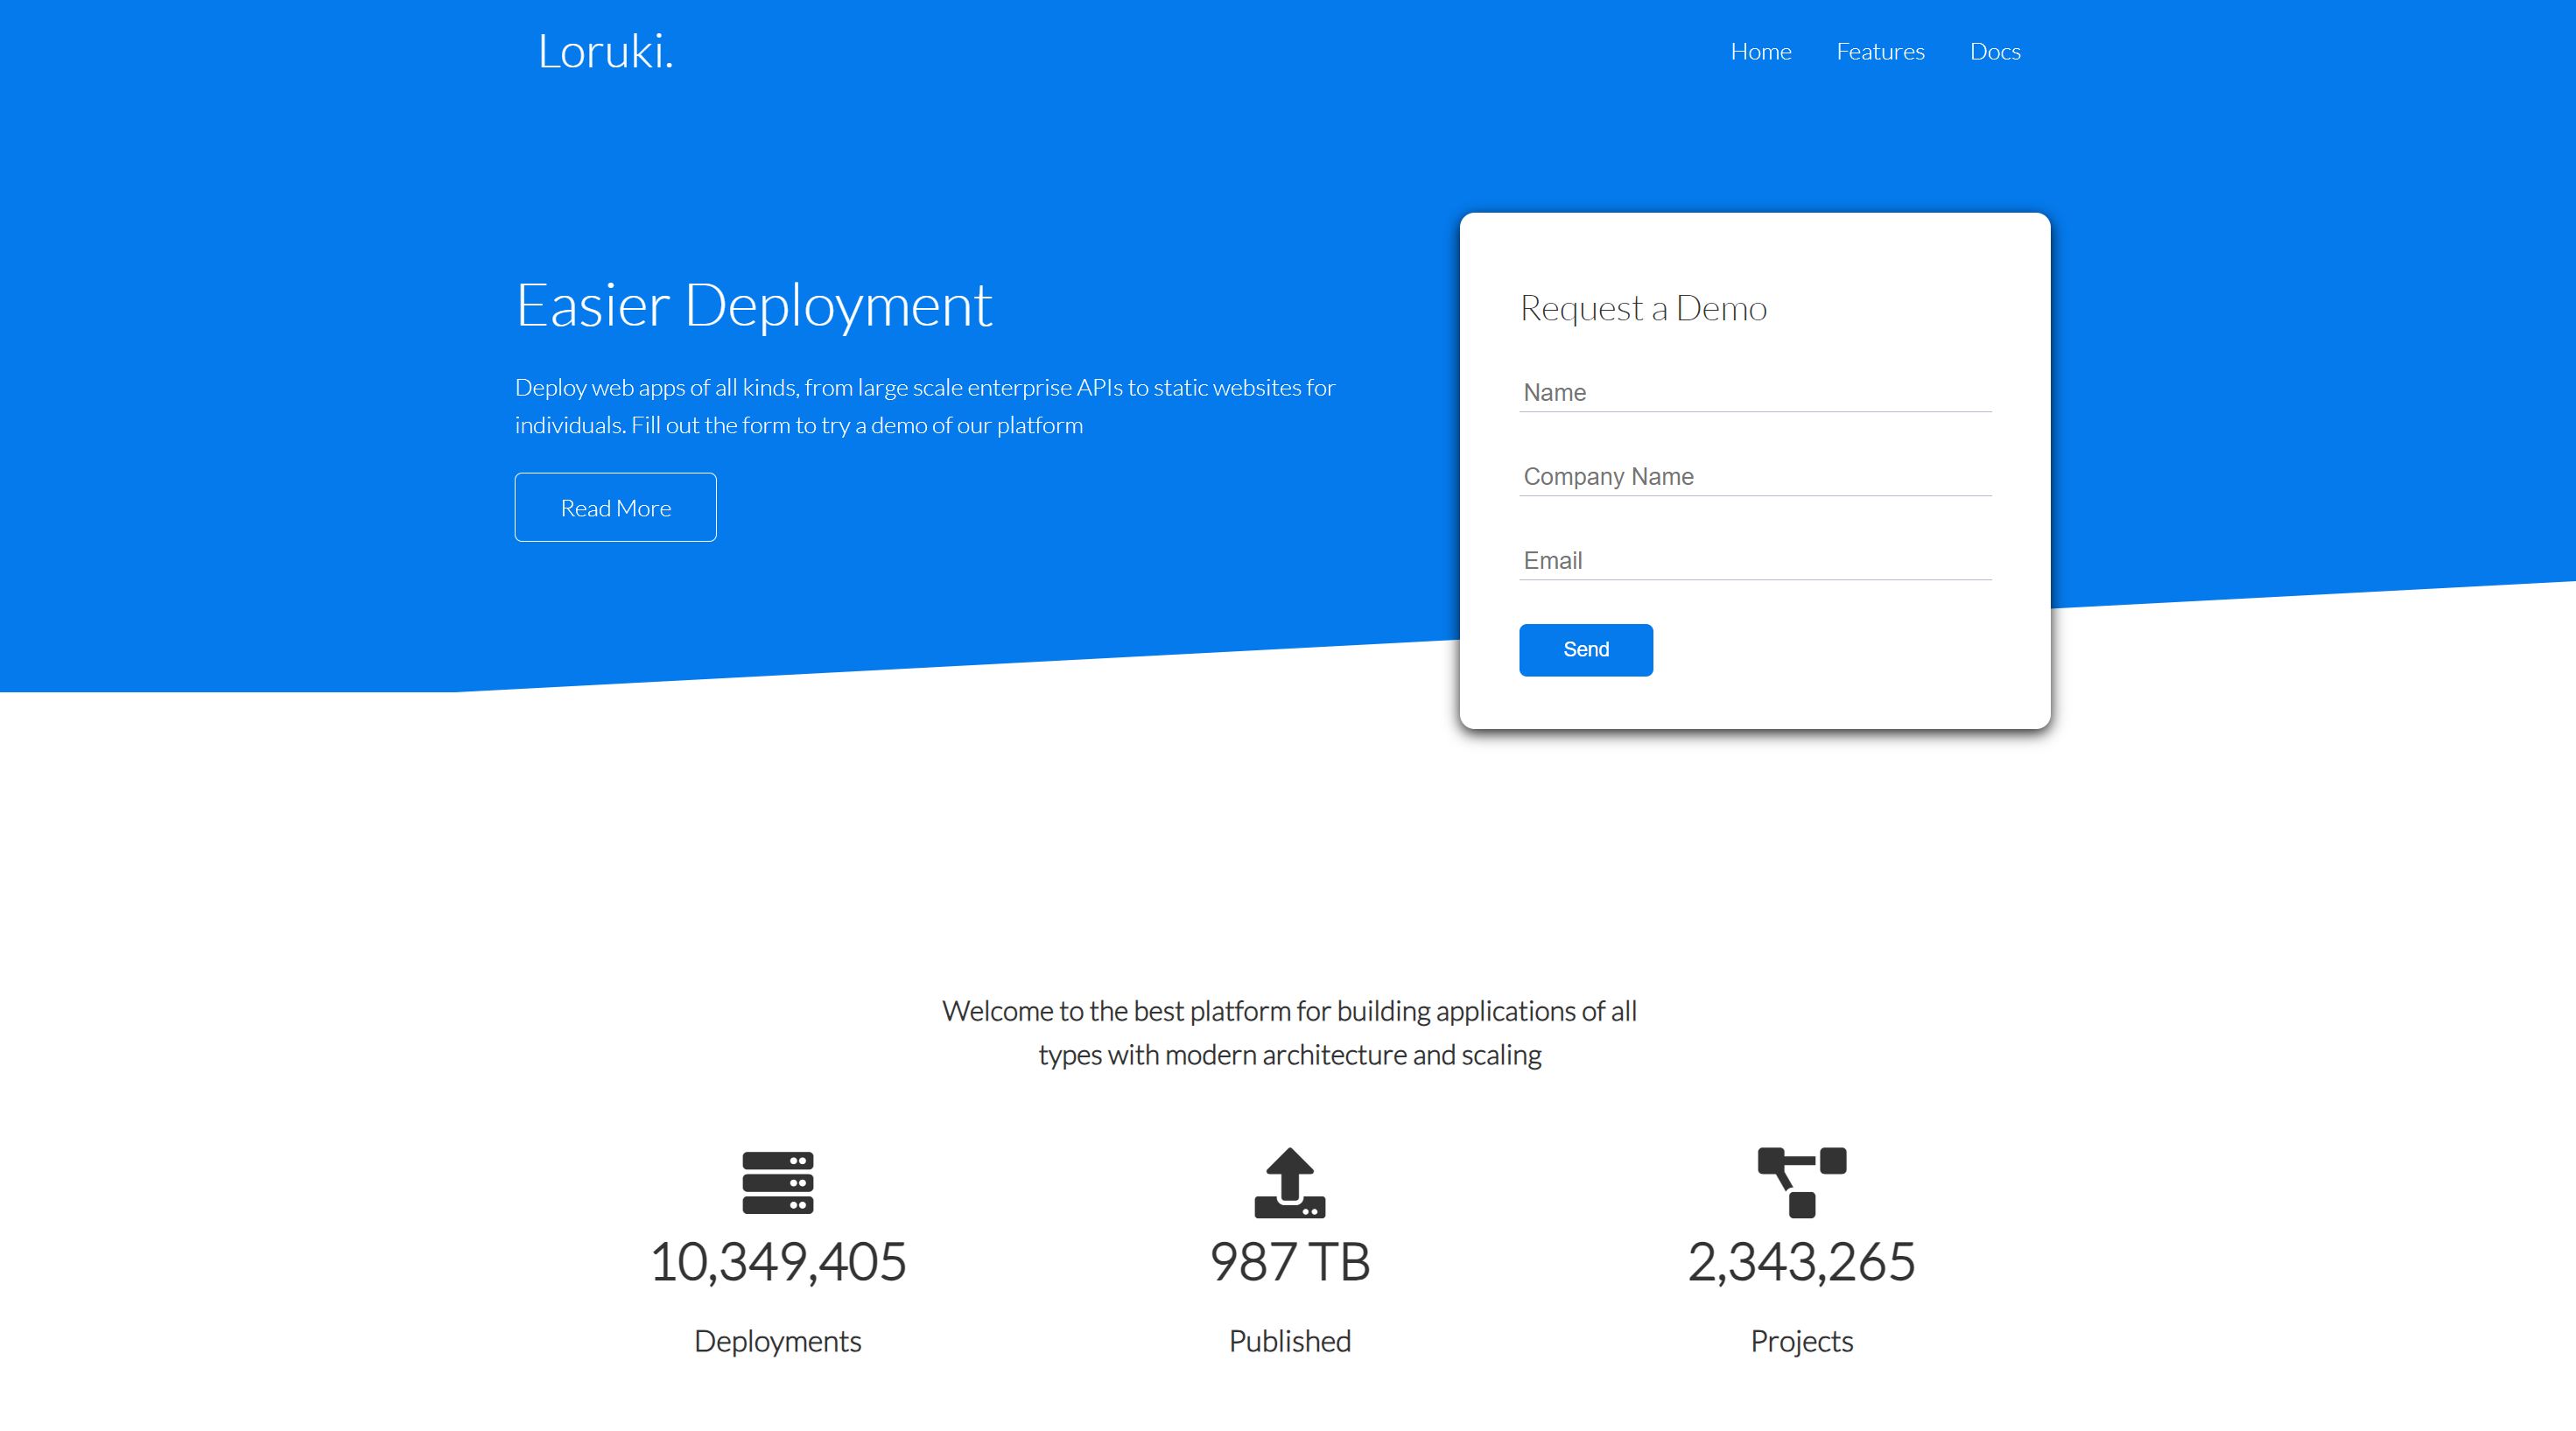 Loruki.
Home Features Docs
Easier Deployment
Deploy web apps of all kinds, from large scale enterprise APIs to static websites for
individuals. Fill out the form to try a demo of our platform
Read More
Request a Demo
Name
Company Name
Email
Send
Welcome to the best platform for building applications of all
types with modern architecture and scaling
10,349,405
Deployments
987 TB
Published
2,343,265
Projects